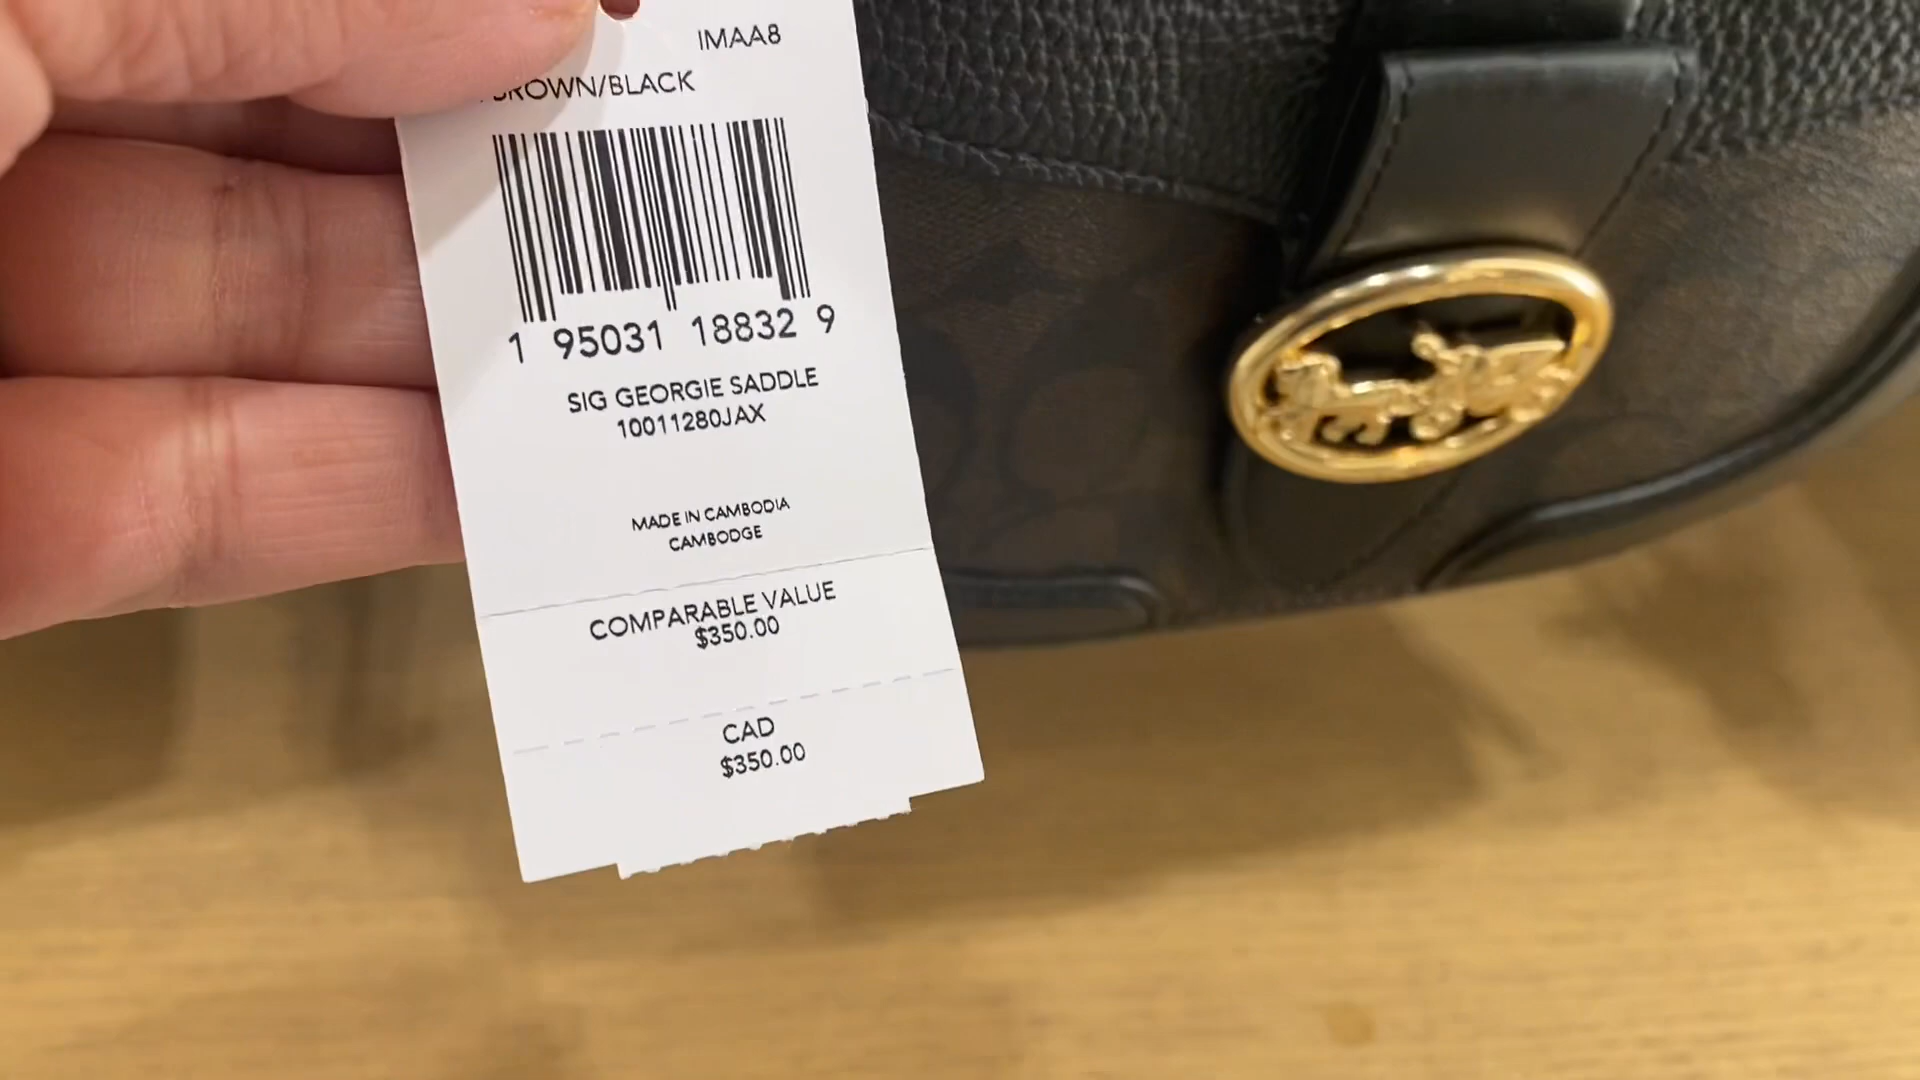 IMAA8
BROWN/BLACK
1 95031 18832 9
SIG GEORGIE SADDLE
10011280JAX
MADE IN CAMBODIA
CAMBODGE
COMPARABLE VALUE
$350.00
CAD
$350.00